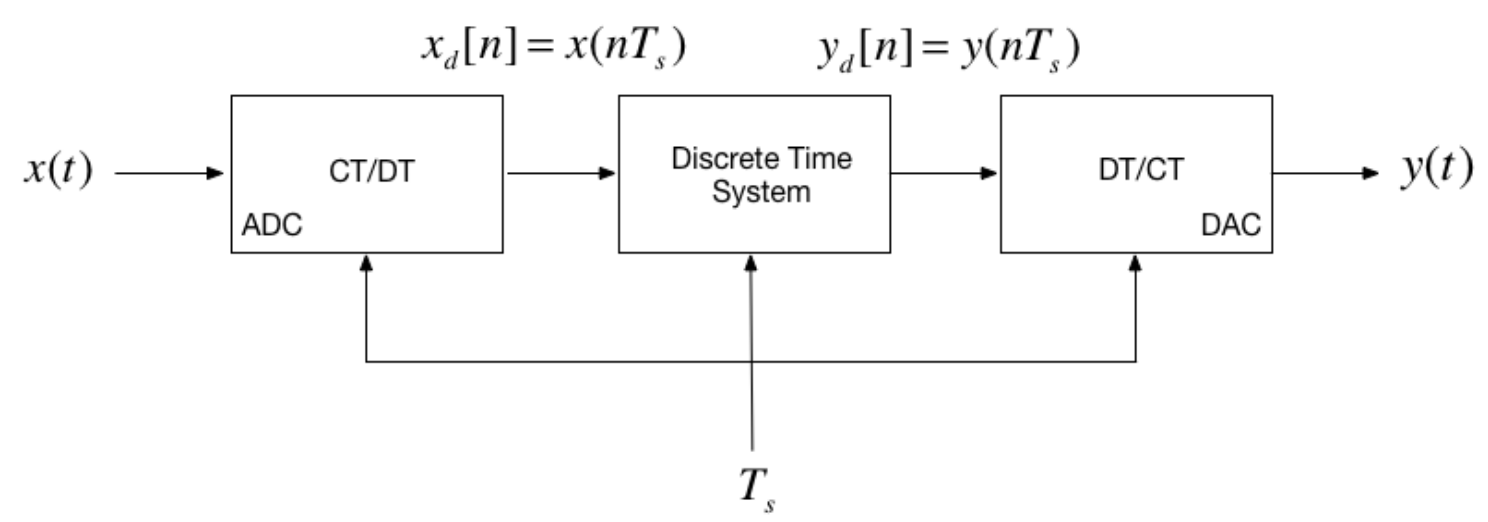 x_d[n] = x(nT_s)
y_d[n] = y(nT_s)
x(t)
CT/DT
ADC
Discrete Time
System
DT/CT
DAC
y(t)
T_s